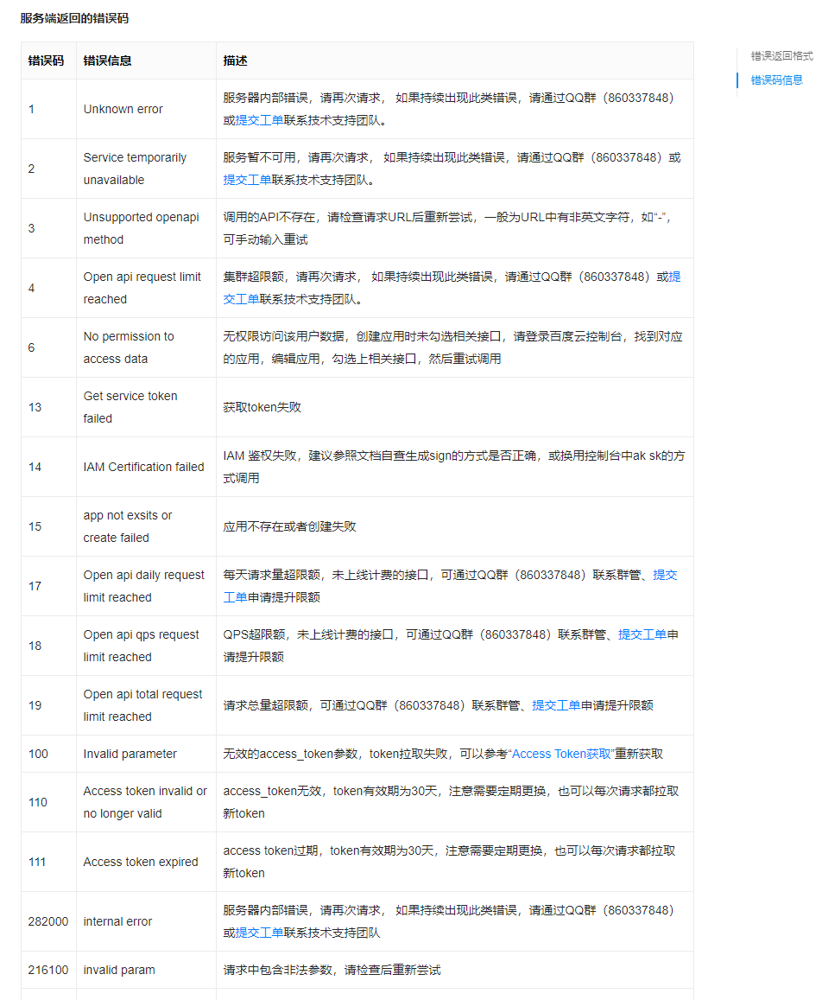 服务端返回的错误码
错误返回格式
错误码信息
错误码 错误信息 描述
1 Unknown error 服务器内部错误，请再次请求， 如果持续出现此类错误，请通过QQ群（860337848）
或提交工单联系技术支持团队。
2 Service temporarily
unavailable
服务暂不可用，请再次请求， 如果持续出现此类错误，请通过QQ群（860337848）或
提交工单联系技术支持团队。
3 Unsupported openapi
method
调用的API不存在，请检查请求URL后重新尝试，一般为URL中有非英文字符，如“-”，
可手动输入重试
4 Open api request limit
reached
集群超限额，请再次请求， 如果持续出现此类错误，请通过QQ群（860337848）或提
交工单联系技术支持团队。
6 No permission to
access data
无权限访问该用户数据，创建应用时未勾选相关接口，请登录百度云控制台，找到对应
的应用，编辑应用，勾选上相关接口，然后重试调用
13 Get service token
failed
获取token失败
14 IAM Certification failed
IAM 鉴权失败，建议参照文档自查生成sign的方式是否正确，或换用控制台中ak sk的方
式调用
15 app not exsits or
create failed
应用不存在或者创建失败
17 Open api daily request
limit reached
每天请求量超限额，未上线计费的接口，可通过QQ群（860337848）联系群管、提交
工单申请提升限额
18 Open api qps request
limit reached
QPS超限额，未上线计费的接口，可通过QQ群（860337848）联系群管、提交工单申
请提升限额
19 Open api total request
limit reached
请求总量超限额，可通过QQ群（860337848）联系群管、提交工单申请提升限额
100 Invalid parameter 无效的access_token参数，token拉取失败，可以参考“Access Token获取”重新获取
110 Access token invalid or
no longer valid
access_token无效，token有效期为30天，注意需要定期更换，也可以每次请求都拉取
新token
111 Access token expired
access token过期，token有效期为30天，注意需要定期更换，也可以每次请求都拉取
新token
282000 internal error
服务器内部错误，请再次请求， 如果持续出现此类错误，请通过QQ群（860337848）
或提交工单联系技术支持团队
216100 invalid param 请求中包含非法参数，请检查后重新尝试